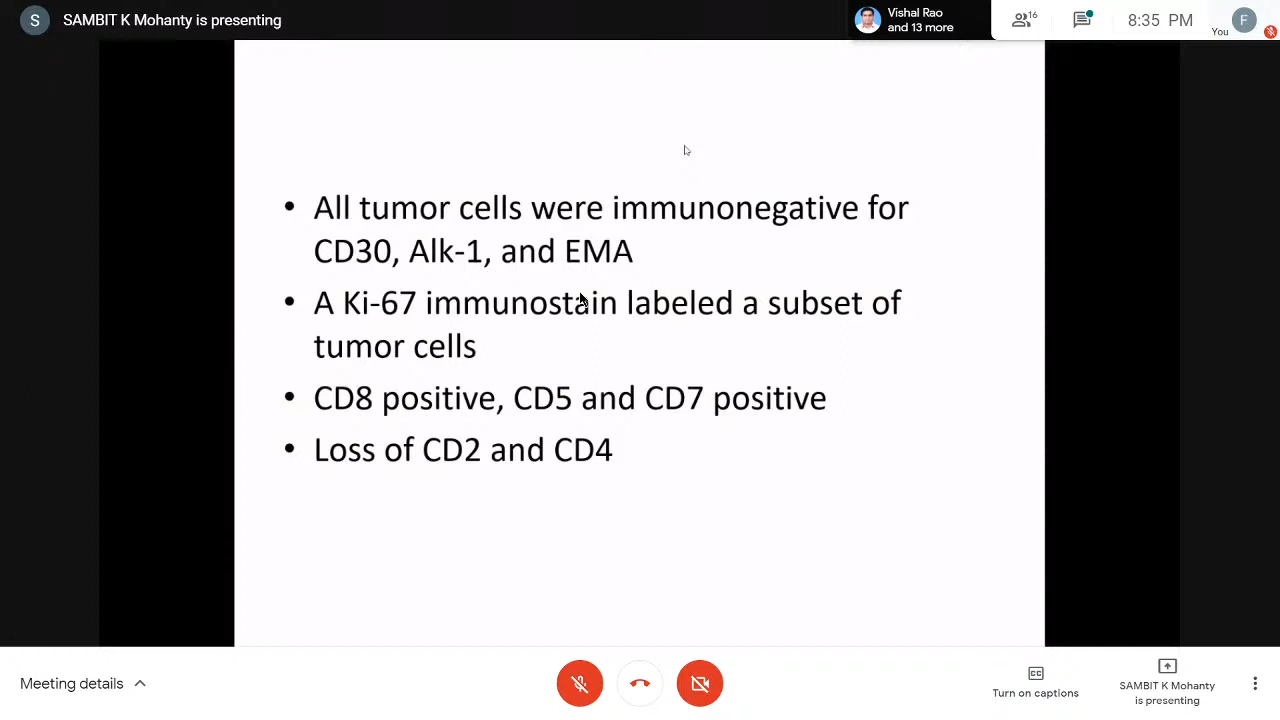 S SAMBIT K Mohanty is presenting
Vishal Rao
and 13 more
16
8:35 PM
You
F
• All tumor cells were immunonegative for
CD30, Alk-1, and EMA
• A Ki-67 immunostain labeled a subset of
tumor cells
• CD8 positive, CD5 and CD7 positive
• Loss of CD2 and CD4
Meeting details
CC
Turn on captions
SAMBIT K Mohanty
is presenting